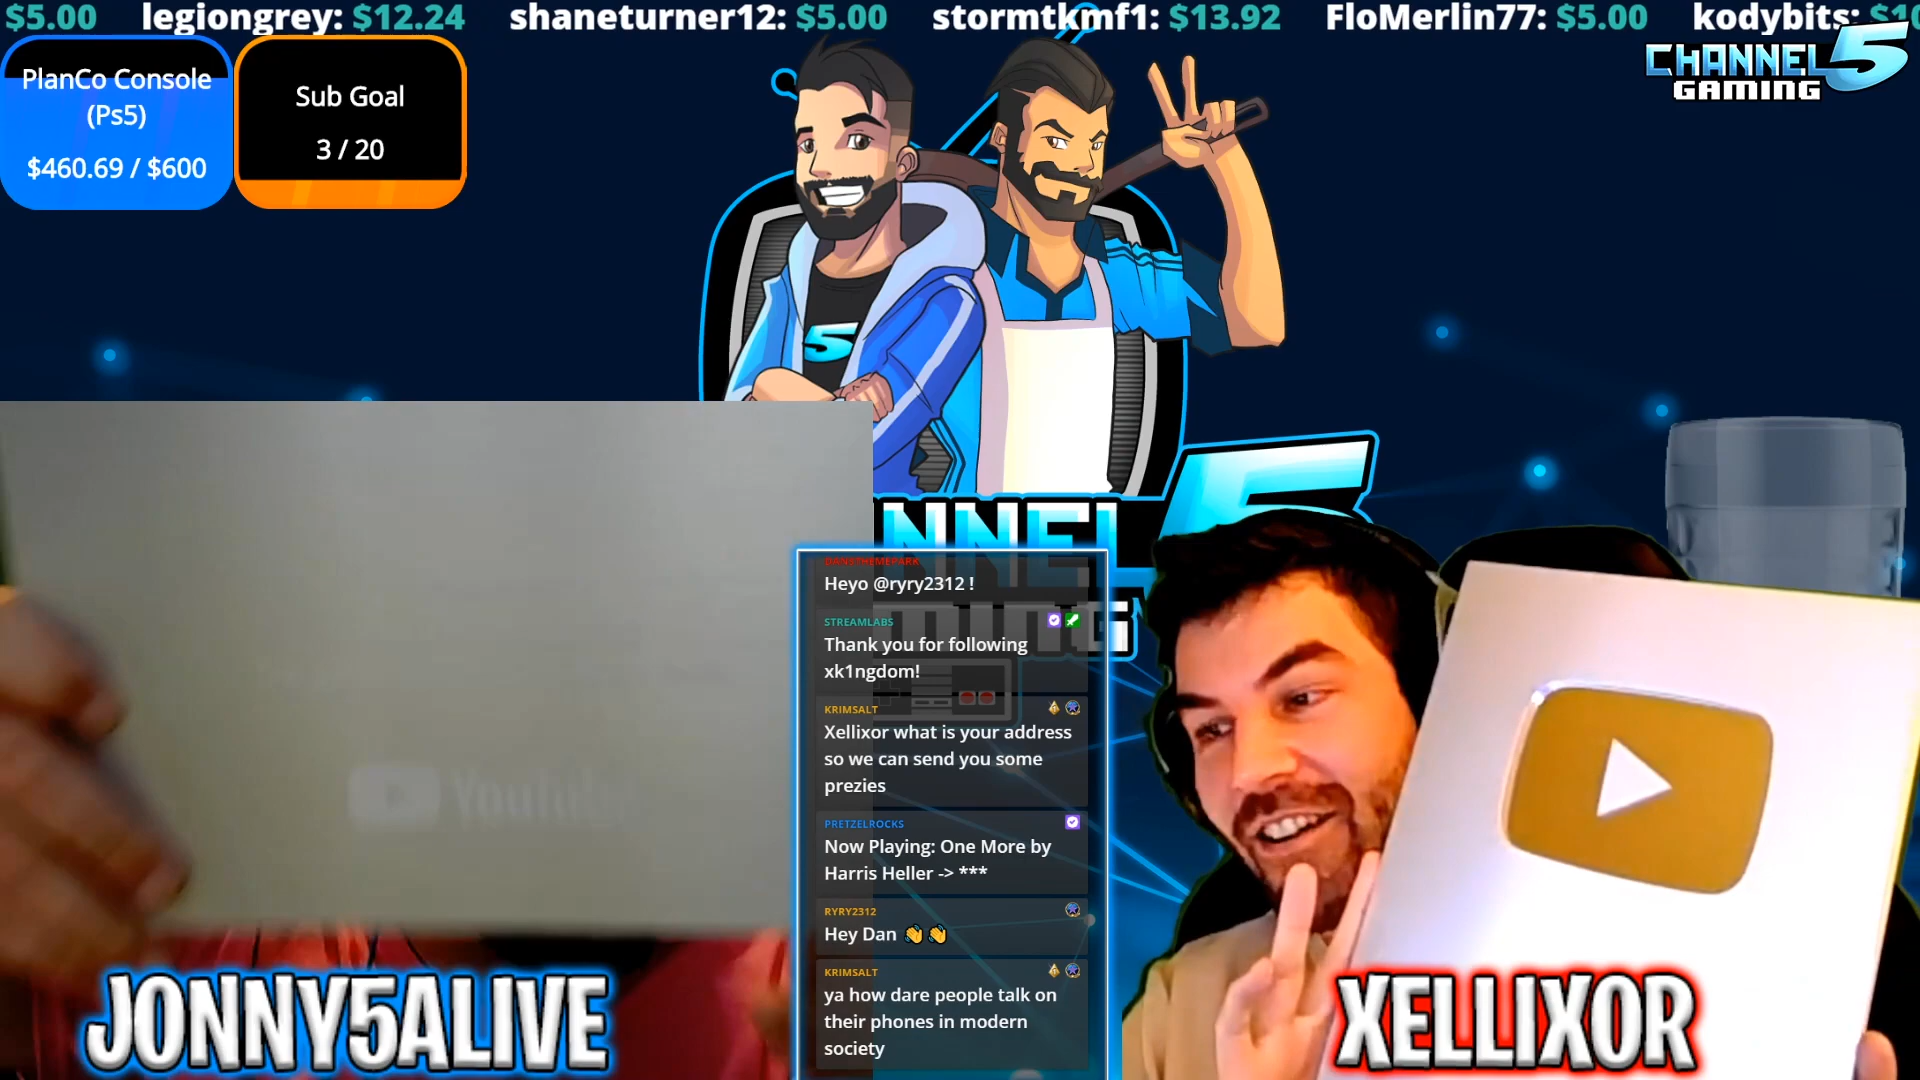 $5.00 legiongrey: $12.24 shaneturner12: $5.00 stormtkmf1: $13.92 FloMerlin77: $5.00 kodybits:
PlanCo Console
(Ps5)
$460.69 / $600
Sub Goal
3 / 20
CHANNEL 5
GAMING
5
DANSTHEMEPARK
Heyo @ryry2312 !
STREAMLABS
Thank you for following
xk1ngdom!
KRIMSALT
Xellixor what is your address
so we can send you some
prezies
PRETZELROCKS
Now Playing: One More by
Harris Heller -> ***
RYRY2312
Hey Dan 👏 👏
KRIMSALT
ya how dare people talk on
their phones in modern
society
YouTube
JONNY5ALIVE
XELLIXOR